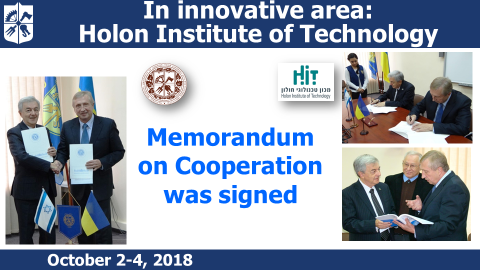 In innovative area:
Holon Institute of Technology
HiT
מכון טכנולוגי חולון
Holon Institute of Technology
Memorandum
on Cooperation
was signed
October 2-4, 2018